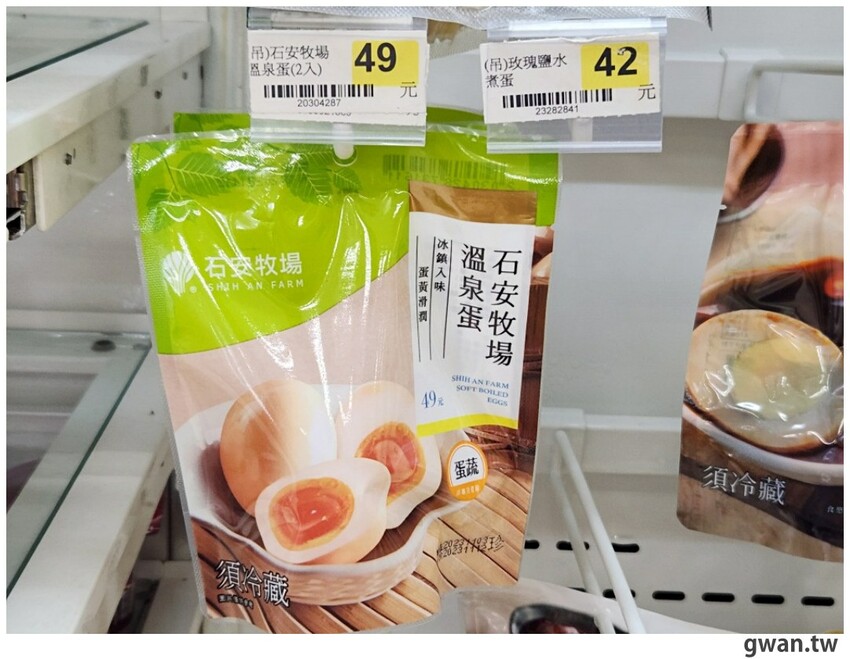 (吊)石安牧場
溫泉蛋(2入)
49
元
20304287
(吊)玫瑰鹽水
煮蛋
42
元
23282841
石安牧場
SHIH AN FARM
石安牧場
溫泉蛋
冰鎮入味
蛋黃滑潤
SHIH AN FARM
SOFT BOILED
EGGS
49元
蛋蔬
須冷藏
須冷藏
gwan.tw